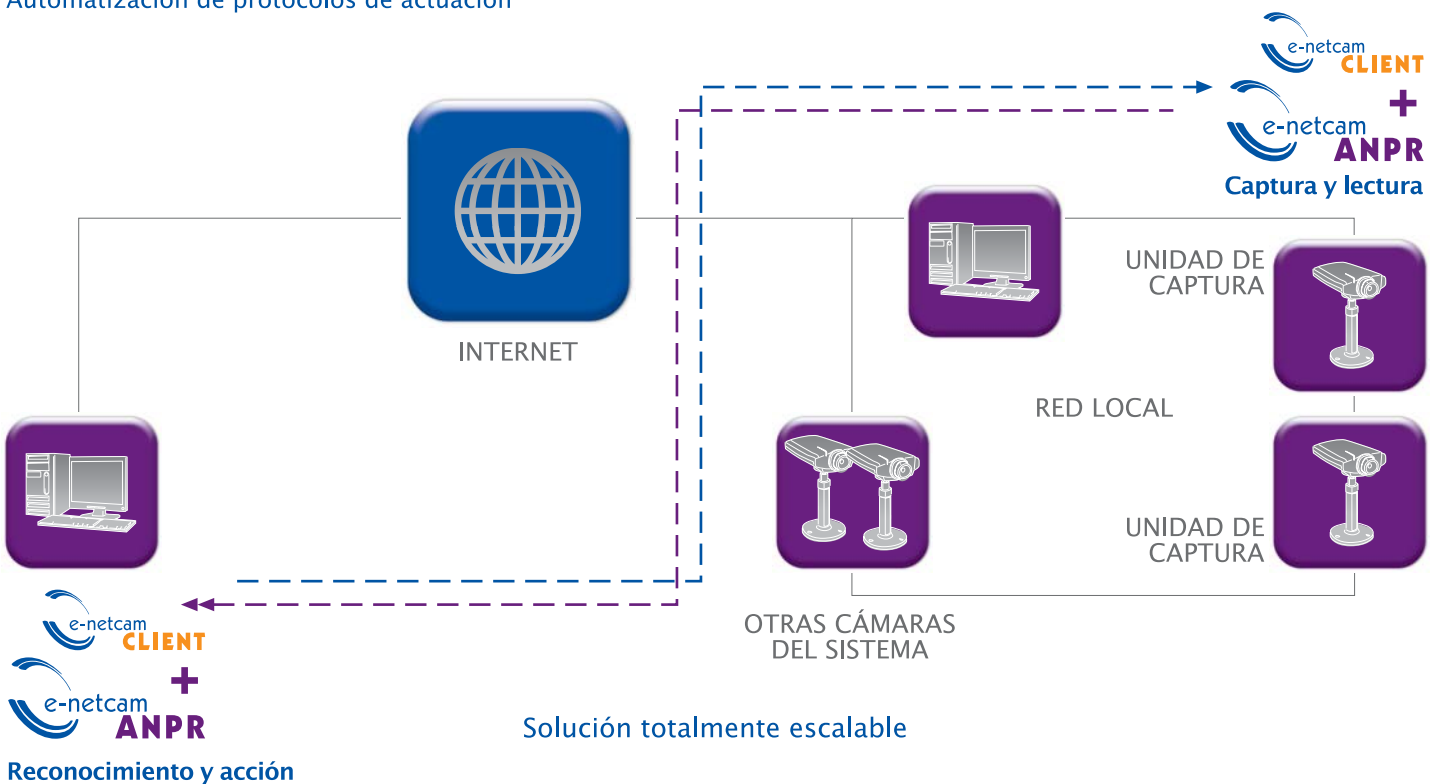 Automatización de protocolos de actuación
e-netcam
CLIENT
+
e-netcam
ANPR
Captura y lectura
INTERNET
UNIDAD DE
CAPTURA
RED LOCAL
UNIDAD DE
CAPTURA
OTRAS CÁMARAS
DEL SISTEMA
e-netcam
CLIENT
+
e-netcam
ANPR
Reconocimiento y acción
Solución totalmente escalable